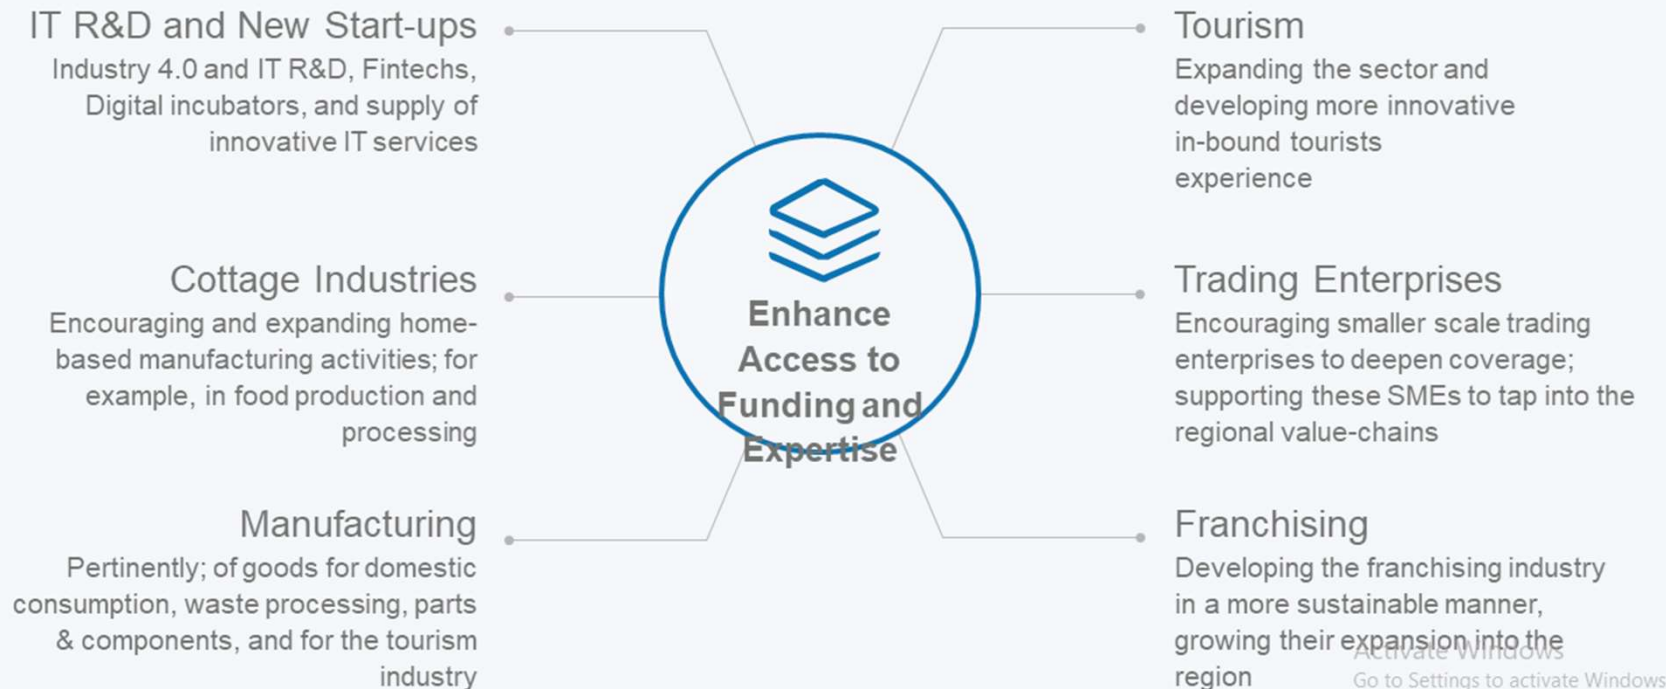 IT R&D and New Start-ups
Industry 4.0 and IT R&D, Fintechs,
Digital incubators, and supply of
innovative IT services
Cottage Industries
Encouraging and expanding home-
based manufacturing activities; for
example, in food production and
processing
Manufacturing
Pertinently; of goods for domestic
consumption, waste processing, parts
& components, and for the tourism
industry
Enhance
Access to
Funding and
Expertise
Tourism
Expanding the sector and
developing more innovative
in-bound tourists
experience
Trading Enterprises
Encouraging smaller scale trading
enterprises to deepen coverage;
supporting these SMEs to tap into the
regional value-chains
Franchising
Developing the franchising industry
in a more sustainable manner,
growing their expansion into the
region
Activate Windows
Go to Settings to activate Windows